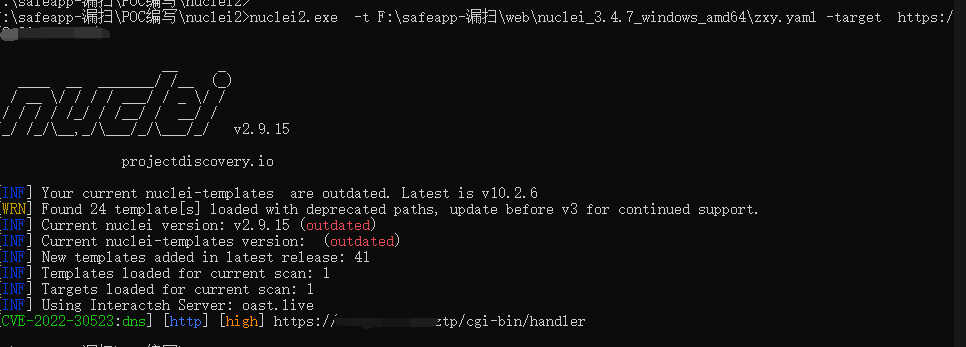 :\safeapp-漏扫\POC编写\nuclei2>
:\safeapp-漏扫\POC编写\nuclei2>nuclei2.exe -t F:\safeapp-漏扫\web\nuclei_3.4.7_windows_amd64\zxy.yaml -target https:/
nuclei v2.9.15
projectdiscovery.io
[INF] Your current nuclei-templates are outdated. Latest is v10.2.6
[WRN] Found 24 template[s] loaded with deprecated paths, update before v3 for continued support.
[INF] Current nuclei version: v2.9.15 (outdated)
[INF] Current nuclei-templates version: (outdated)
[INF] New templates added in latest release: 41
[INF] Templates loaded for current scan: 1
[INF] Targets loaded for current scan: 1
[INF] Using Interactsh Server: oast.live
[CVE-2022-30523:dns] [http] [high] https:/ ztp/cgi-bin/handler